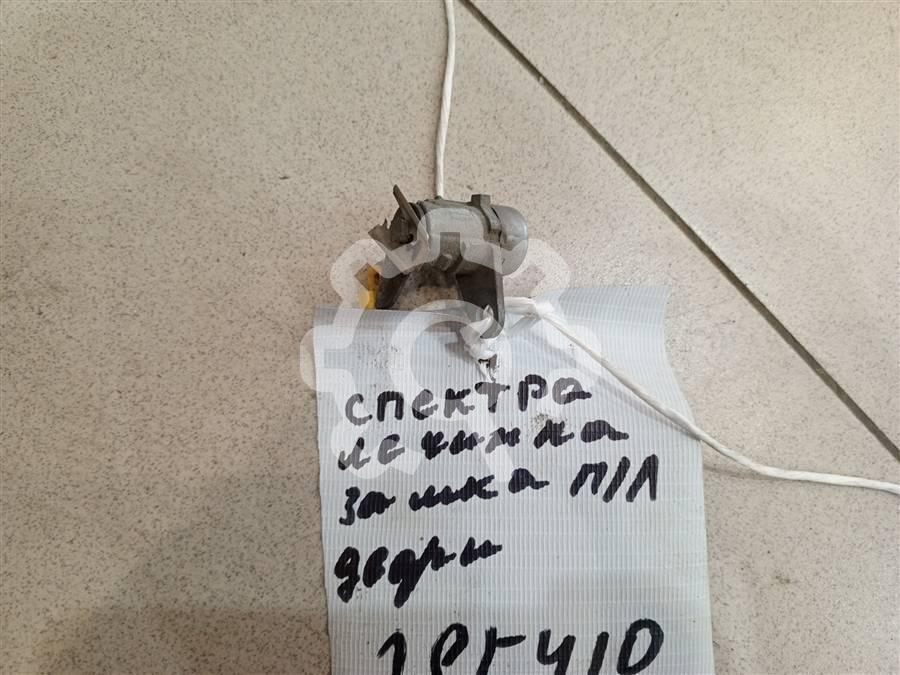 спектра
личинка
замка П/Л
двери